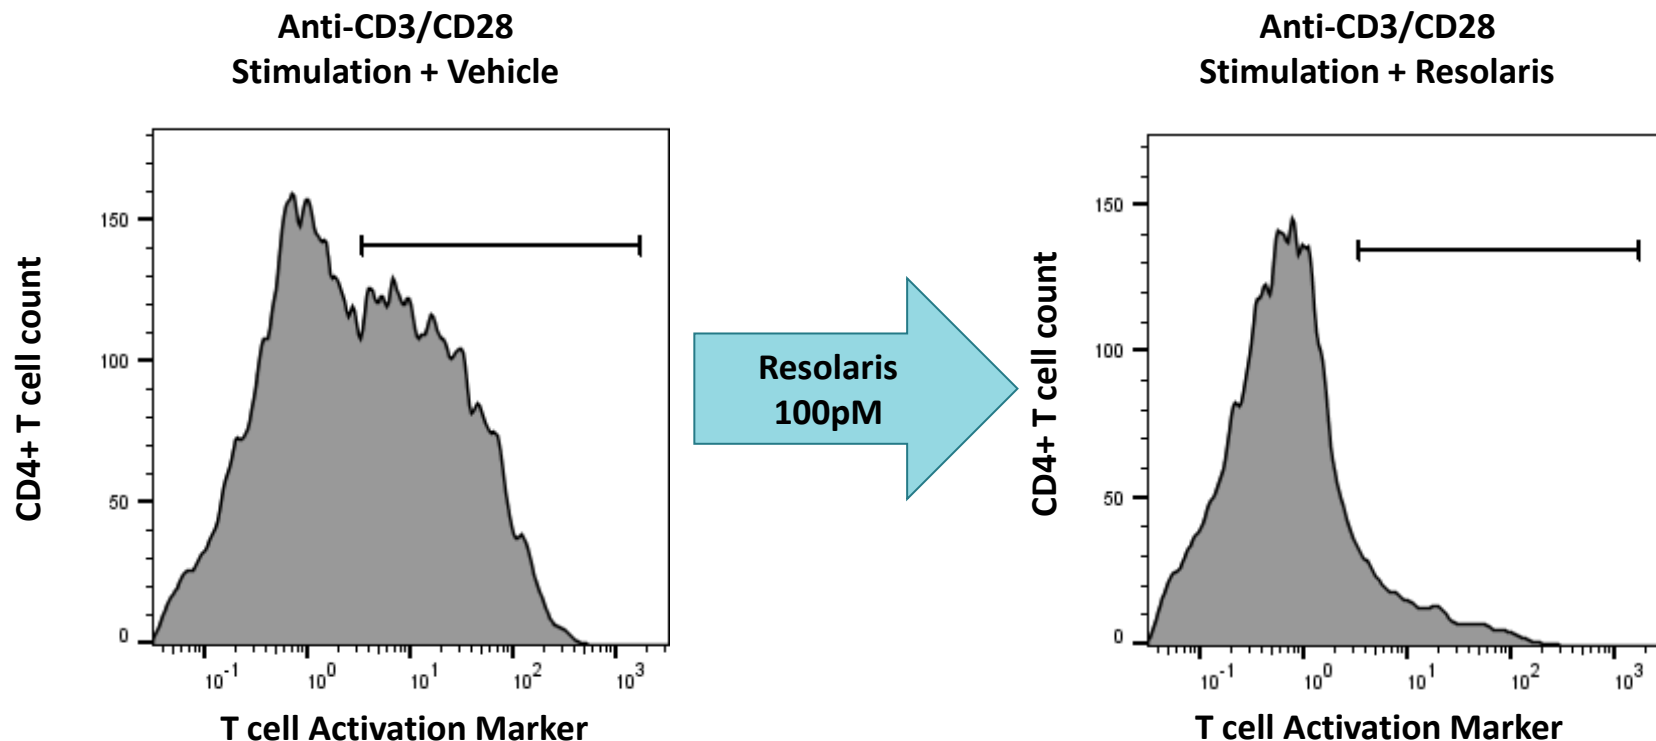 Anti-CD3/CD28
Stimulation + Vehicle
CD4+ T cell count
150
100
50
0
10-1
100
101
102
103
T cell Activation Marker
Resolaris
100pM
Anti-CD3/CD28
Stimulation + Resolaris
CD4+ T cell count
150
100
50
0
10-1
100
101
102
103
T cell Activation Marker